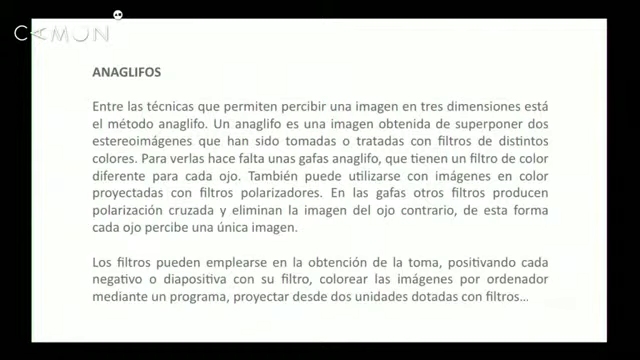 CAMON
ANAGLIFOS
Entre las técnicas que permiten percibir una imagen en tres dimensiones está
el método anaglifo. Un anaglifo es una imagen obtenida de superponer dos
estereoimágenes que han sido tomadas o tratadas con filtros de distintos
colores. Para verlas hace falta unas gafas anaglifo, que tienen un filtro de color
diferente para cada ojo. También puede utilizarse con imágenes en color
proyectadas con filtros polarizadores. En las gafas otros filtros producen
polarización cruzada y eliminan la imagen del ojo contrario, de esta forma
cada ojo percibe una única imagen.
Los filtros pueden emplearse en la obtención de la toma, positivando cada
negativo o diapositiva con su filtro, colorear las imágenes por ordenador
mediante un programa, proyectar desde dos unidades dotadas con filtros…